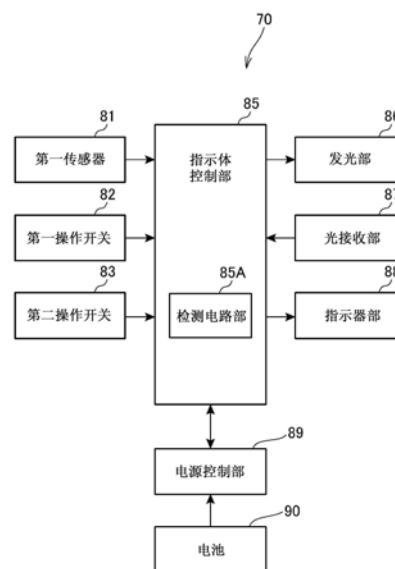 70
81
85
86
第一传感器
指示体
控制部
发光部
82
87
第一操作开关
光接收部
83
85A
88
第二操作开关
检测电路部
指示器部
89
电源控制部
90
电池